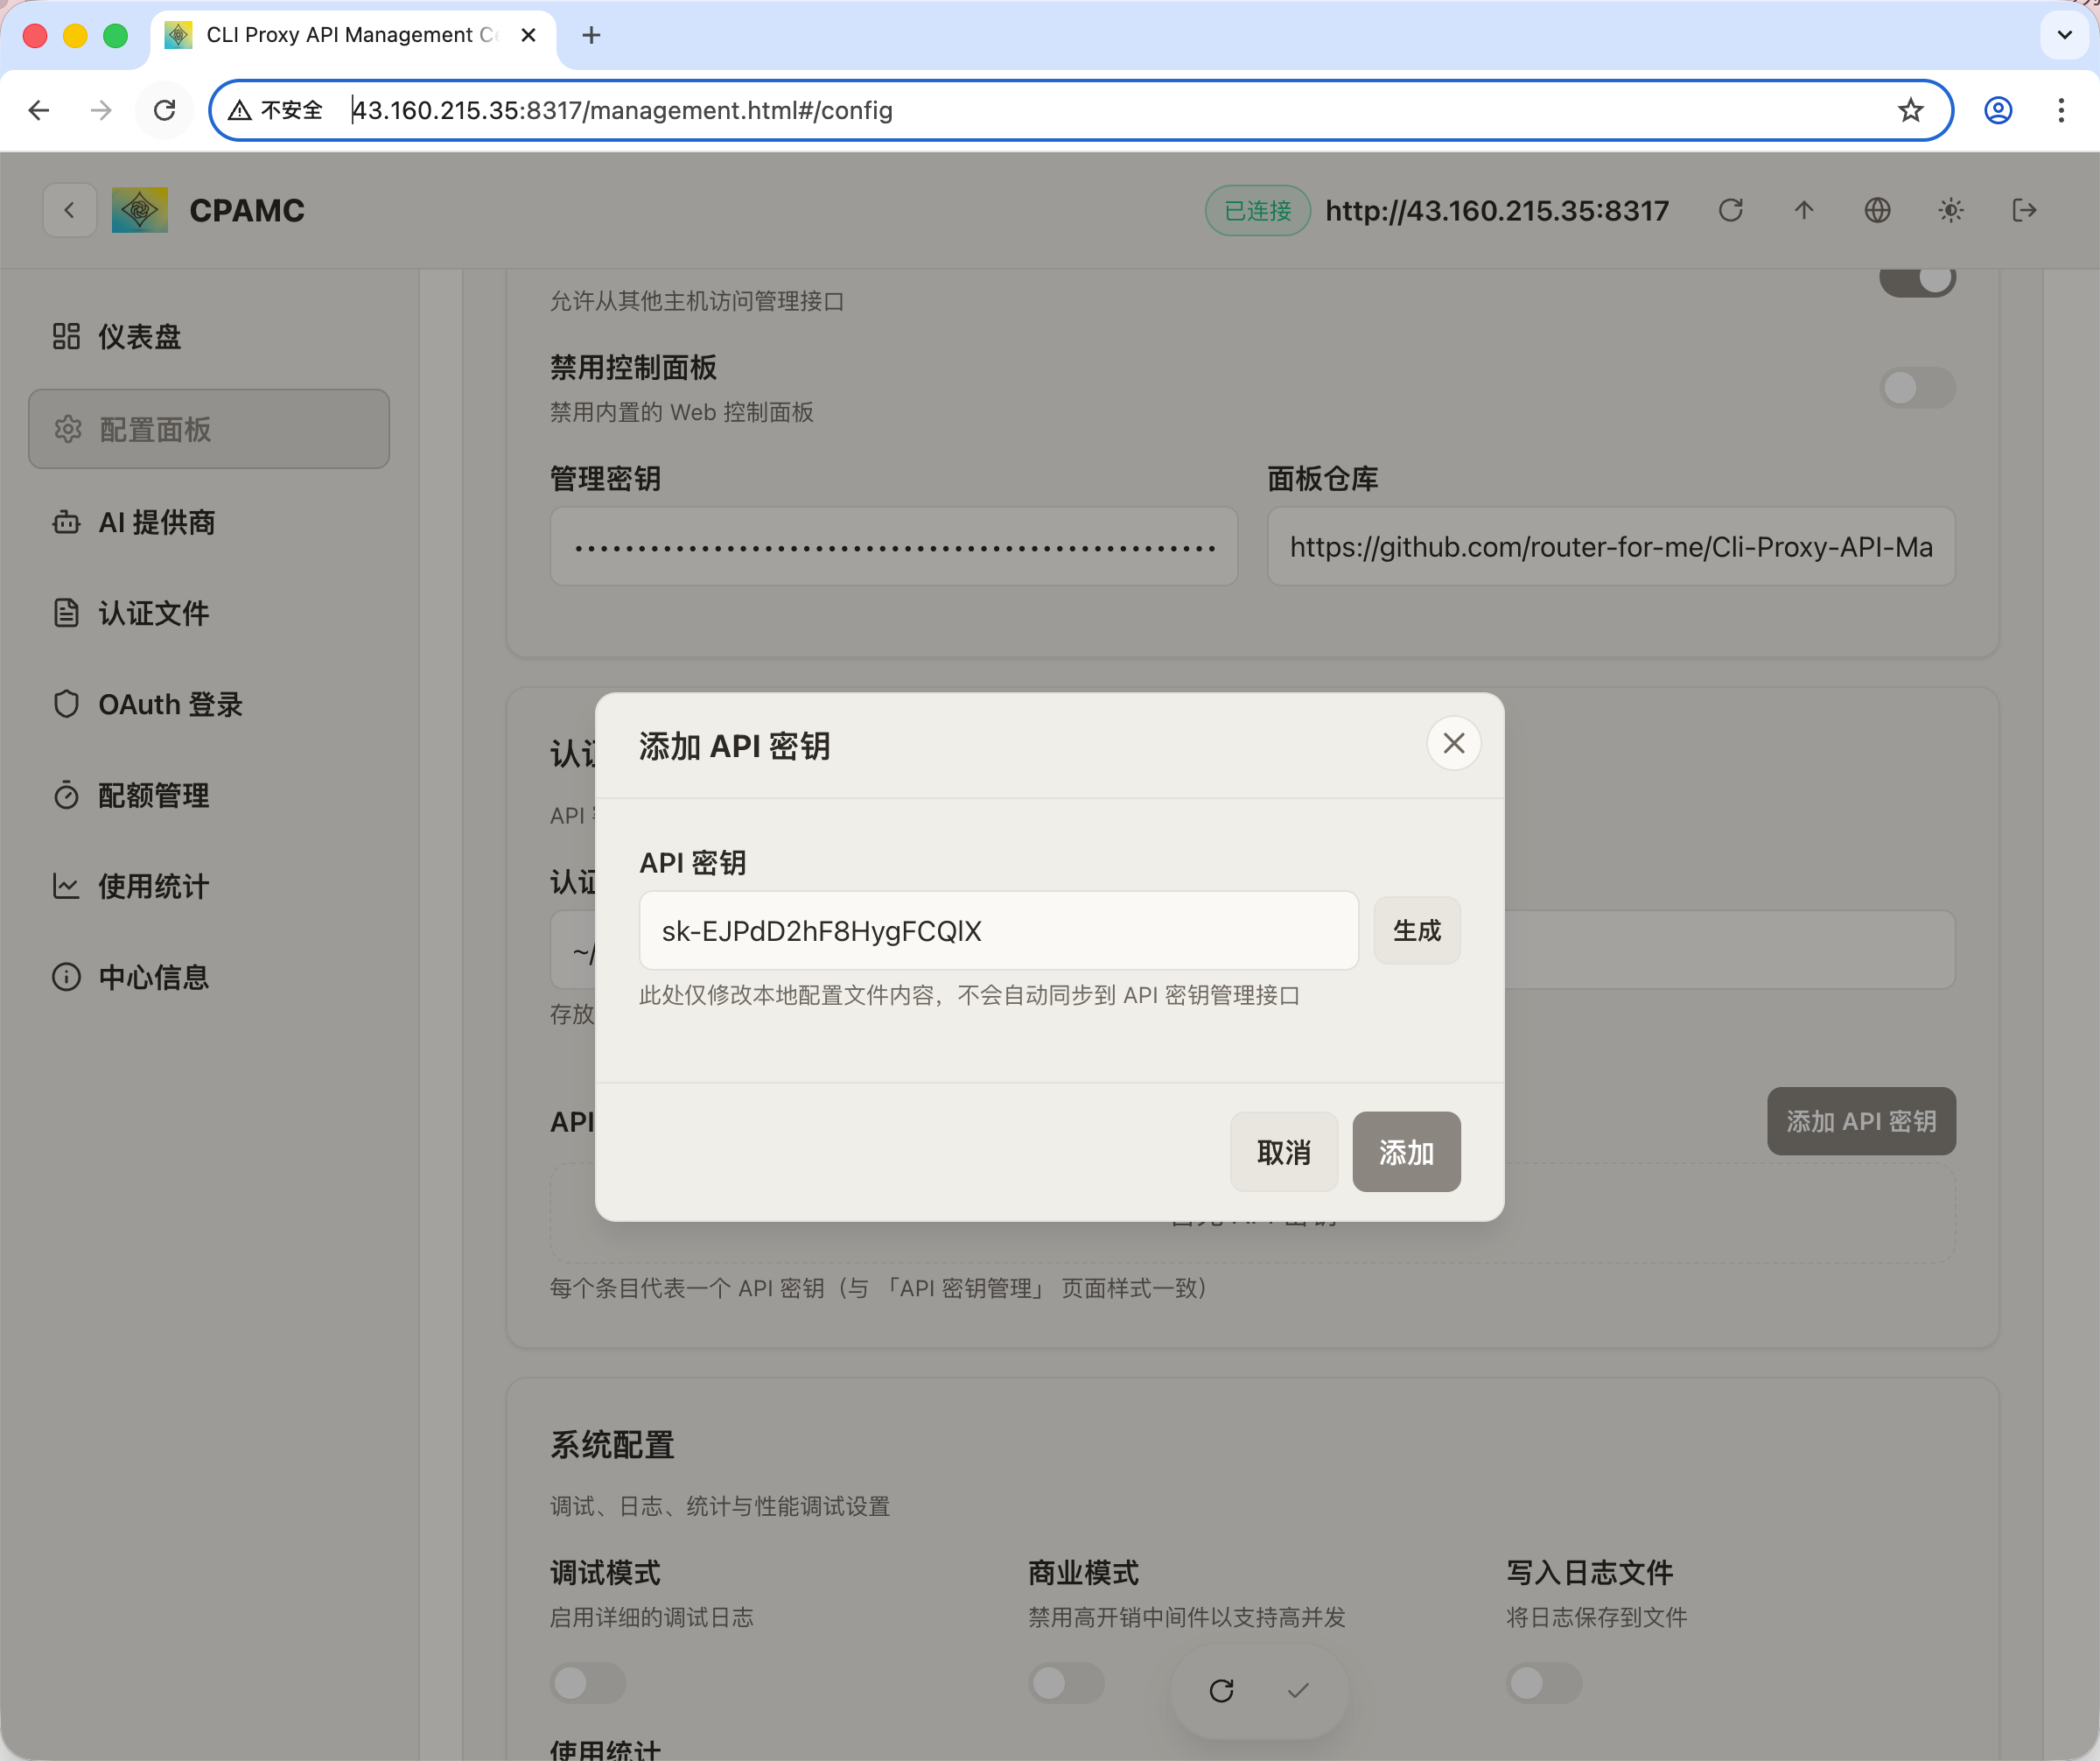 CLI Proxy API Management Ce
不安全
43.160.215.35:8317/management.html#/config
CPAMC
已连接
http://43.160.215.35:8317
仪表盘
配置面板
AI 提供商
认证文件
OAuth 登录
配额管理
使用统计
中心信息
允许从其他主机访问管理接口
禁用控制面板
禁用内置的 Web 控制面板
管理密钥
面板仓库
https://github.com/router-for-me/Cli-Proxy-API-Ma
认证
API
认证
~/
存放
添加 API 密钥
API 密钥
sk-EJPdD2hF8HygFCQlX
生成
此处仅修改本地配置文件内容，不会自动同步到 API 密钥管理接口
取消
添加
API
添加 API 密钥
每个条目代表一个 API 密钥（与 「API 密钥管理」 页面样式一致）
系统配置
调试、日志、统计与性能调试设置
调试模式
启用详细的调试日志
商业模式
禁用高开销中间件以支持高并发
写入日志文件
将日志保存到文件
使用统计